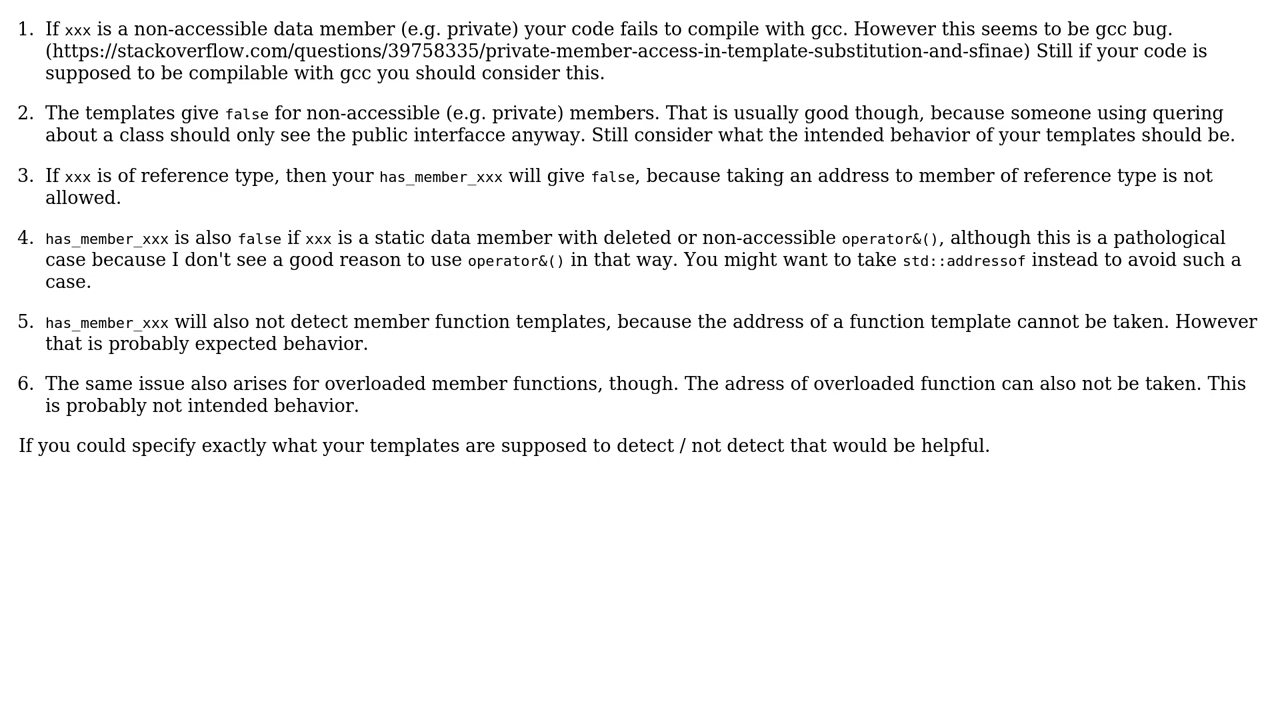 1. If xxx is a non-accessible data member (e.g. private) your code fails to compile with gcc. However this seems to be gcc bug.
(https://stackoverflow.com/questions/39758335/private-member-access-in-template-substitution-and-sfinae) Still if your code is
supposed to be compilable with gcc you should consider this.
2. The templates give false for non-accessible (e.g. private) members. That is usually good though, because someone using quering
about a class should only see the public interfacce anyway. Still consider what the intended behavior of your templates should be.
3. If xxx is of reference type, then your has_member_xxx will give false, because taking an address to member of reference type is not
allowed.
4. has_member_xxx is also false if xxx is a static data member with deleted or non-accessible operator&(), although this is a pathological
case because I don't see a good reason to use operator&() in that way. You might want to take std::addressof instead to avoid such a
case.
5. has_member_xxx will also not detect member function templates, because the address of a function template cannot be taken. However
that is probably expected behavior.
6. The same issue also arises for overloaded member functions, though. The adress of overloaded function can also not be taken. This
is probably not intended behavior.
If you could specify exactly what your templates are supposed to detect / not detect that would be helpful.